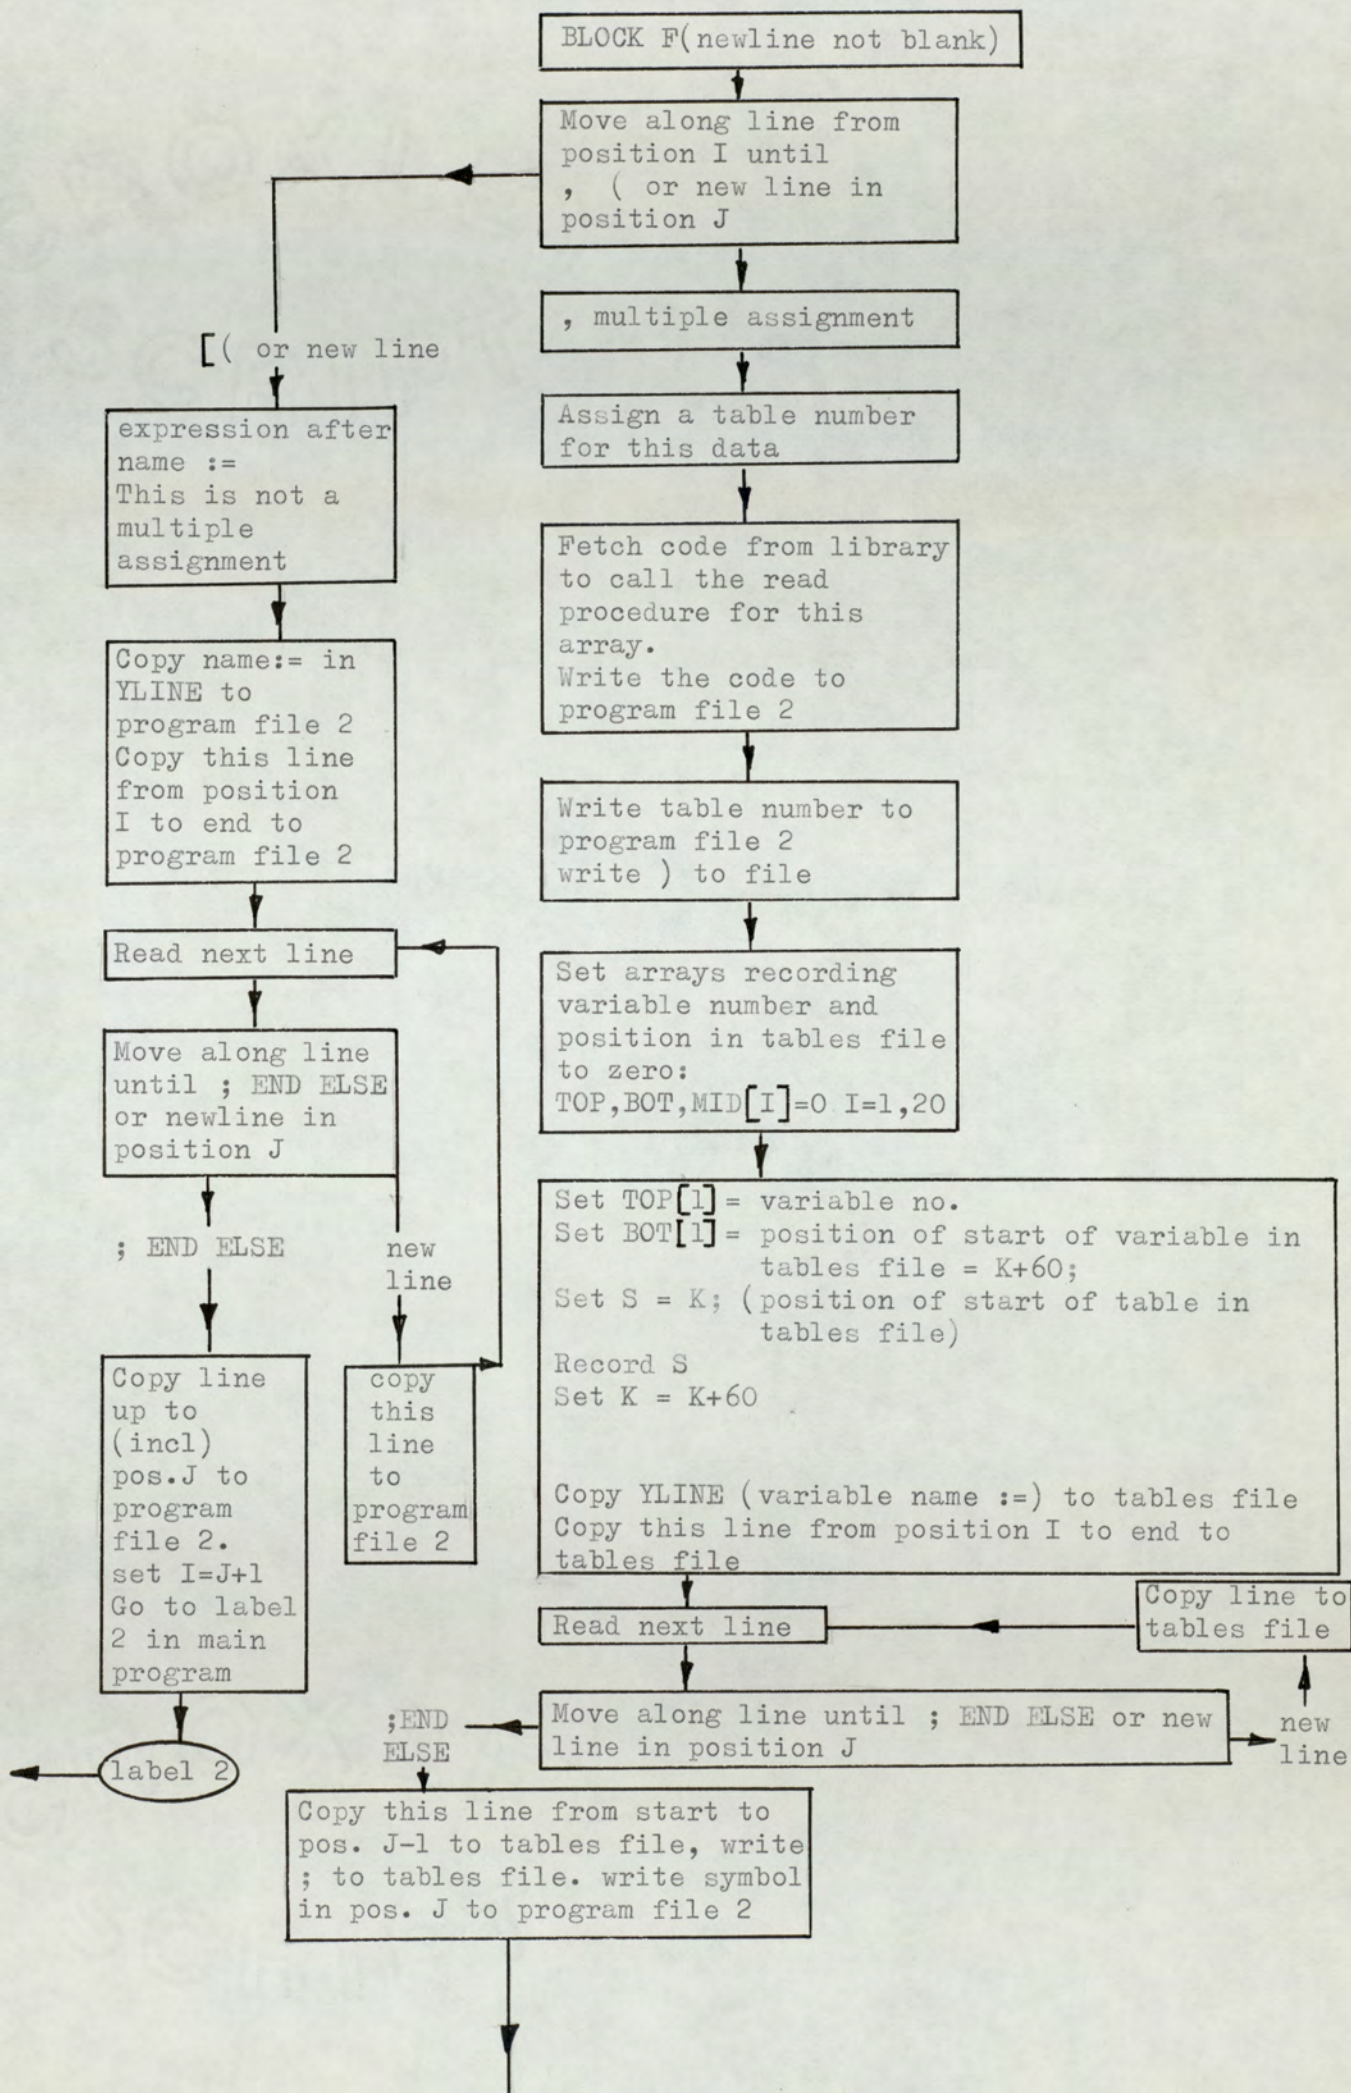 BLOCK F(newline not blank)
Move along line from
position I until
, ( or new line in
position J
[( or new line
, multiple assignment
expression after
name :=
This is not a
multiple
assignment
Assign a table number
for this data
Fetch code from library
to call the read
procedure for this
array.
Write the code to
program file 2
Copy name:= in
YLINE to
program file 2
Copy this line
from position
I to end to
program file 2
Write table number to
program file 2
write ) to file
Read next line
Set arrays recording
variable number and
position in tables file
to zero:
TOP,BOT,MID[I]=0 I=1,20
Move along line
until ; END ELSE
or newline in
position J
; END ELSE
new
line
Set TOP[1]= variable no.
Set BOT[1]= position of start of variable in
tables file = K+60;
Set S = K; (position of start of table in
tables file)
Record S
Set K = K+60
Copy YLINE (variable name :=) to tables file
Copy this line from position I to end to
tables file
Copy line
up to
(incl)
pos.J to
program
file 2.
set I=J+1
Go to label
2 in main
program
copy
this
line
to
program
file 2
Read next line
Copy line to
tables file
Move along line until ; END ELSE or new
line in position J
;END
ELSE
new
line
label 2
Copy this line from start to
pos. J-1 to tables file, write
; to tables file. write symbol
in pos. J to program file 2